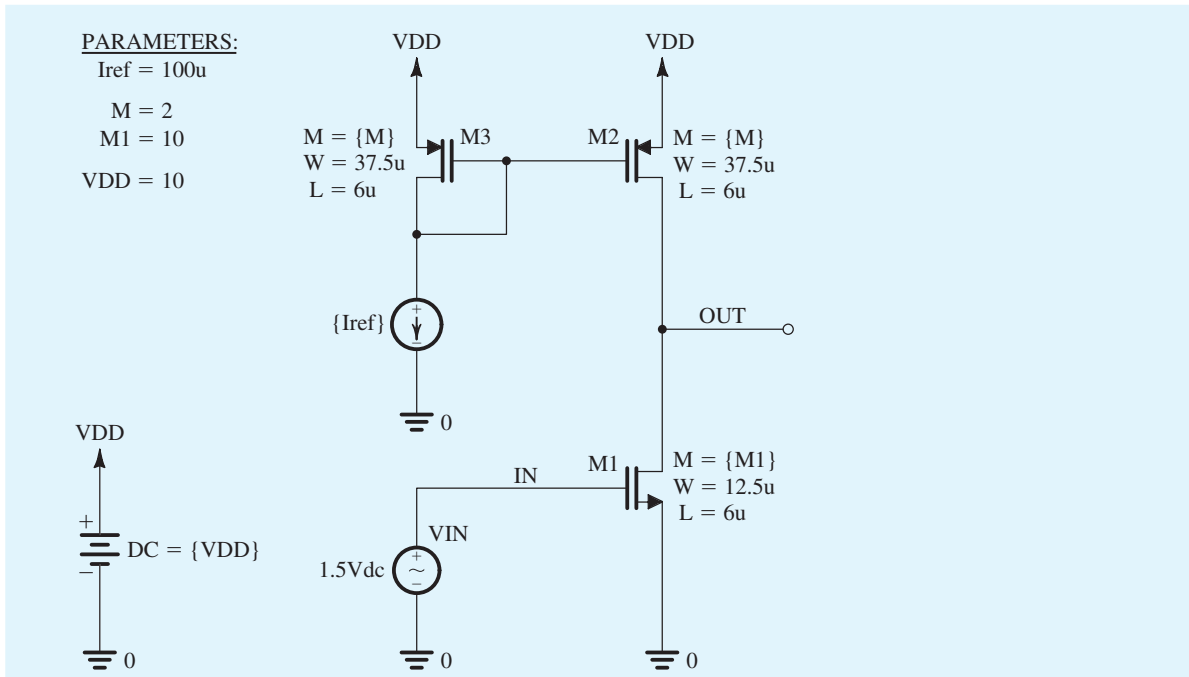 PARAMETERS:
Iref = 100u
M = 2
M1 = 10
VDD = 10
VDD
VDD
M = {M}
W = 37.5u
L = 6u
M3
M2
M = {M}
W = 37.5u
L = 6u
{Iref}
+
-
0
OUT
VDD
+
-
DC = {VDD}
0
IN
VIN
1.5Vdc
+
~
-
0
M1
M = {M1}
W = 12.5u
L = 6u
0